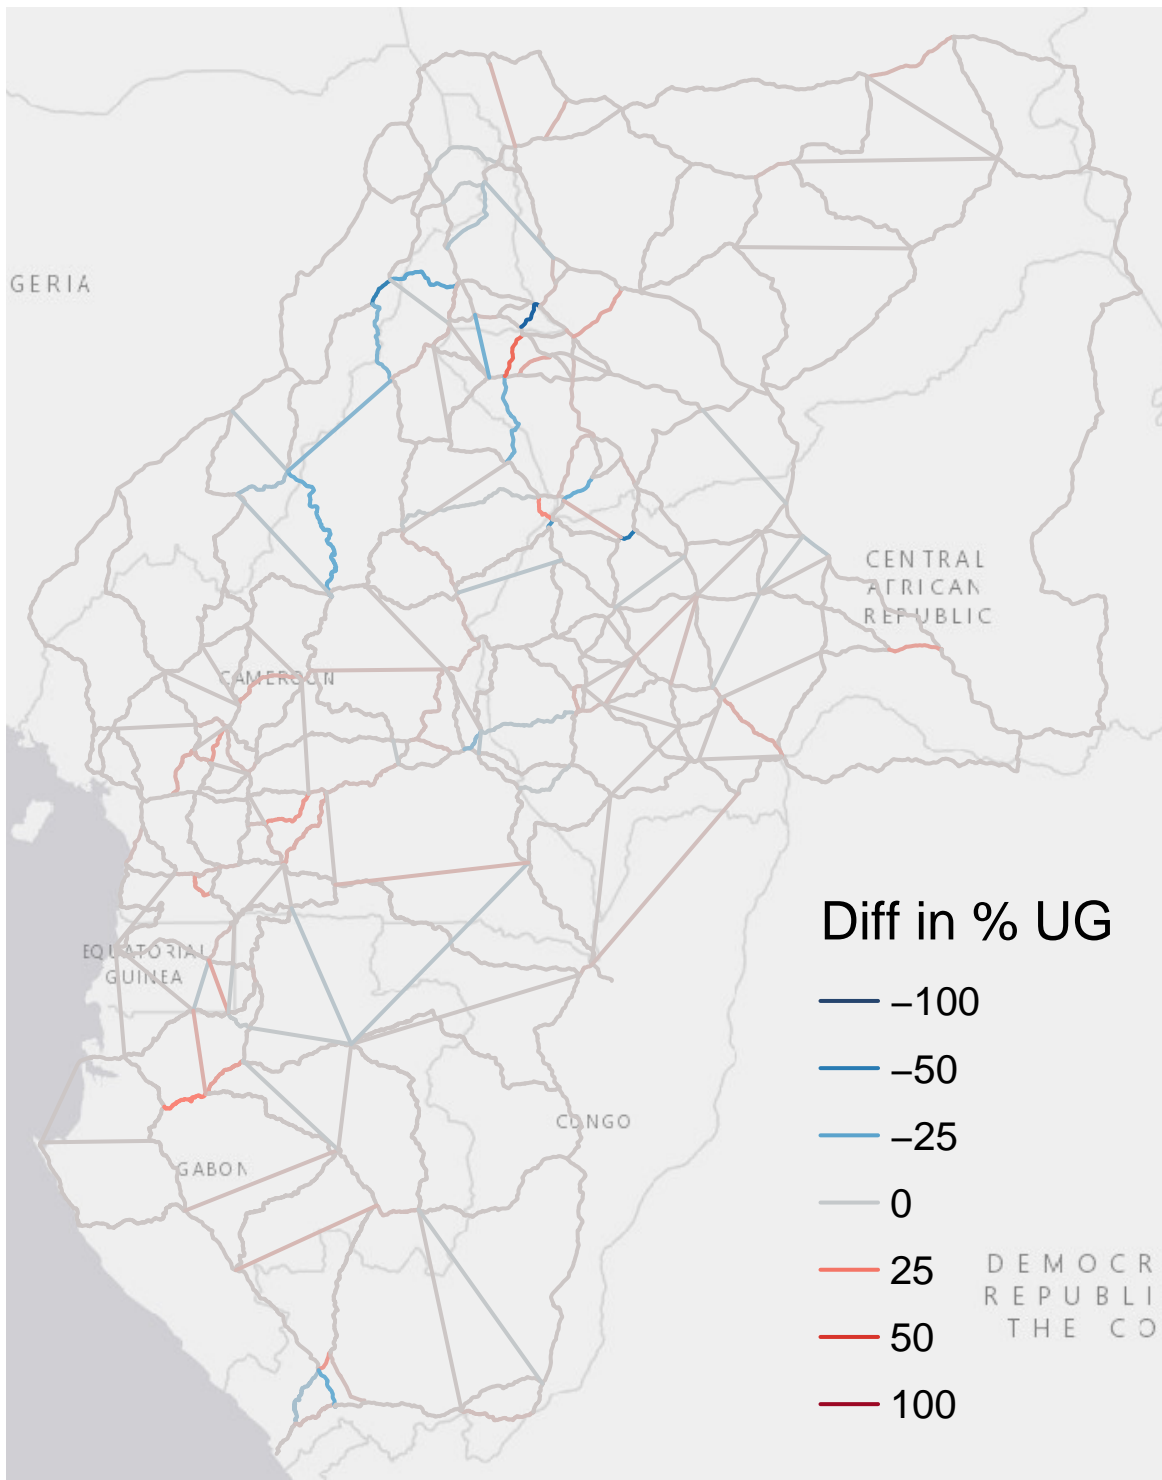 GERIA
CENTRAL
AFRICAN
REPUBLIC
CAMEROON
Diff in % UG
EQUATORIAL
GUINEA
−100
−50
−25
CONGO
GABON
0
25
DEMOCR
REPUBLI
50
THE CO
100